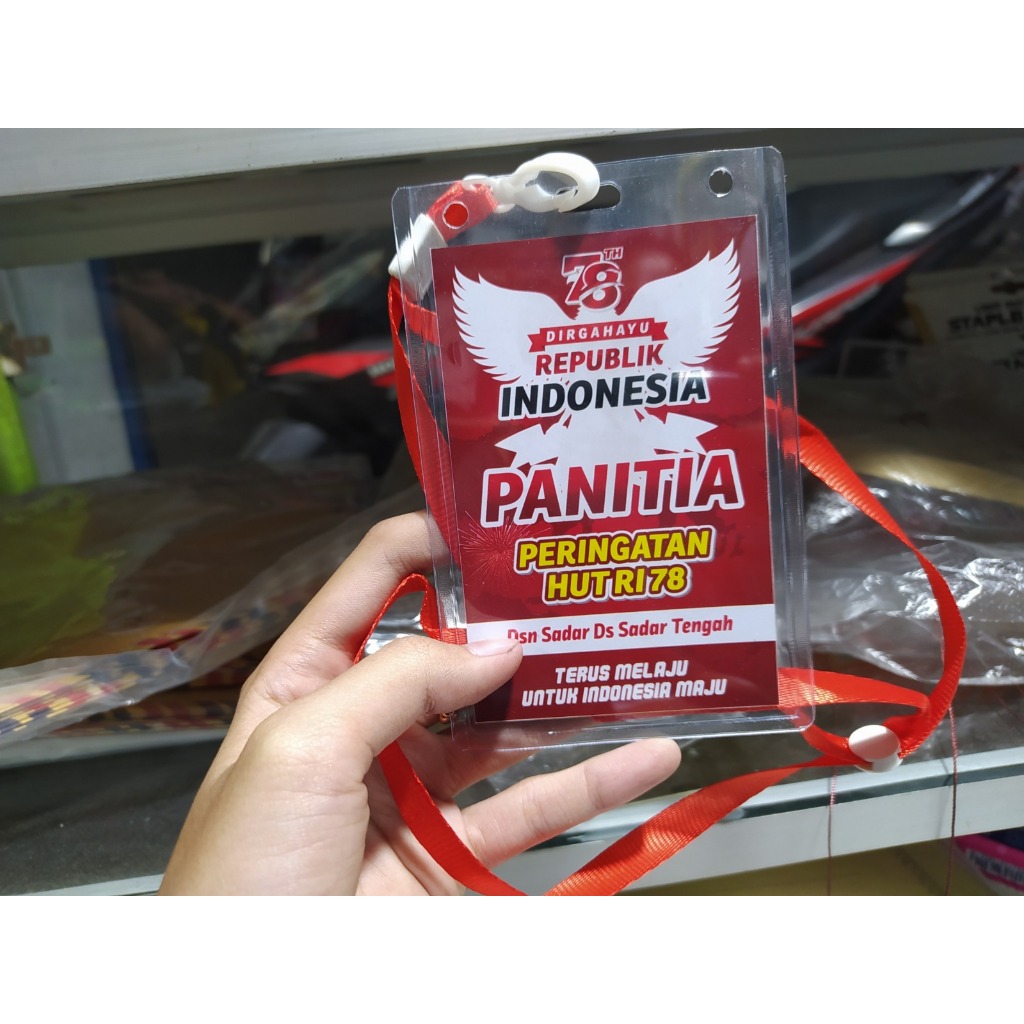 78TH
DIRGAHAYU
REPUBLIK
INDONESIA
PANITIA
PERINGATAN
HUT RI 78
Dsn Sadar Ds Sadar Tengah
TERUS MELAJU
UNTUK INDONESIA MAJU